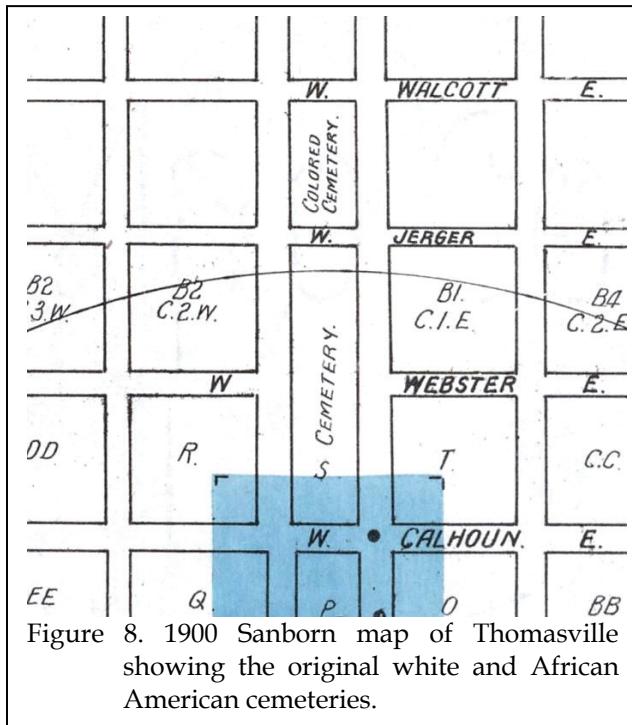 W. WALCOTT E.
COLORED
CEMETERY.
W. JERGER E.
B2
C.3.W.
B2
C.2.W.
B1.
C.1.E.
B4
C.2.E.
CEMETERY.
W WEBSTER E.
DD
R.
S
T.
C.C.
W. CALHOUN. E.
EE
Q
P
O
BB
Figure 8. 1900 Sanborn map of Thomasville
showing the original white and African
American cemeteries.